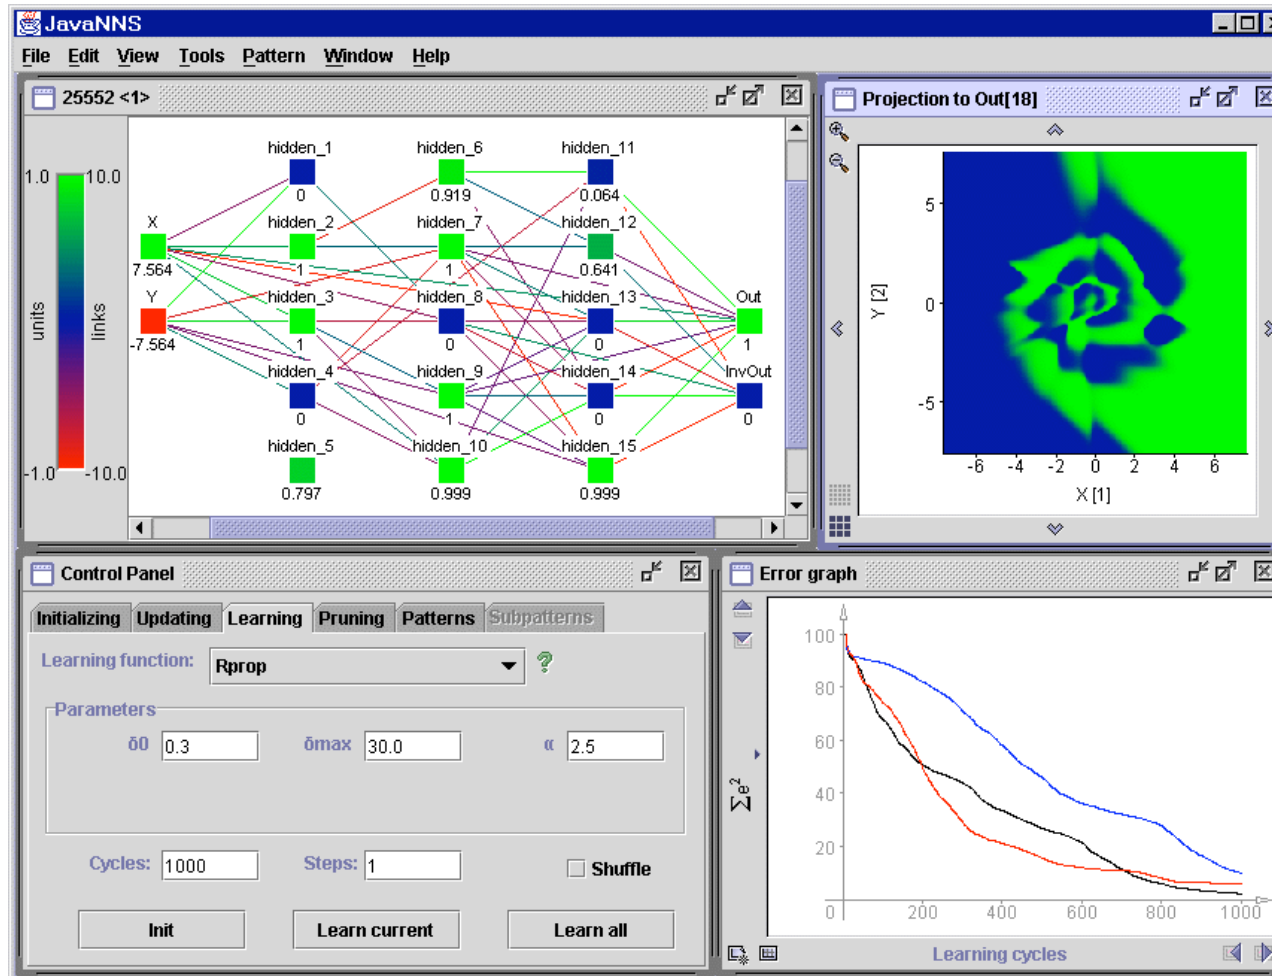 JavaNNS
File Edit View Tools Pattern Window Help
25552 <1>
1.0 10.0
units
links
-1.0 -10.0
X
7.564
Y
-7.564
hidden_1
0
hidden_2
1
hidden_3
1
hidden_4
0
hidden_5
0.797
hidden_6
0.919
hidden_7
1
hidden_8
0
hidden_9
1
hidden_10
0.999
hidden_11
0.064
hidden_12
0.641
hidden_13
0
hidden_14
0
hidden_15
0.999
Out
1
InvOut
0
Projection to Out[18]
5
0
-5
Y [2]
-6 -4 -2 0 2 4 6
X [1]
Control Panel
Initializing Updating Learning Pruning Patterns Subpatterns
Learning function: Rprop ?
Parameters
δ0 0.3 δmax 30.0 α 2.5
Cycles: 1000 Steps: 1 Shuffle
Init Learn current Learn all
Error graph
100
80
60
40
20
∑e²
0 200 400 600 800 1000
Learning cycles